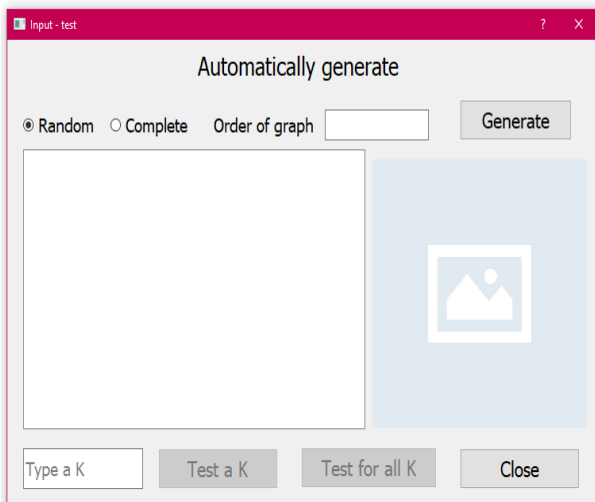 Input - test ? X
Automatically generate
Random Complete Order of graph Generate
Type a K Test a K Test for all K Close